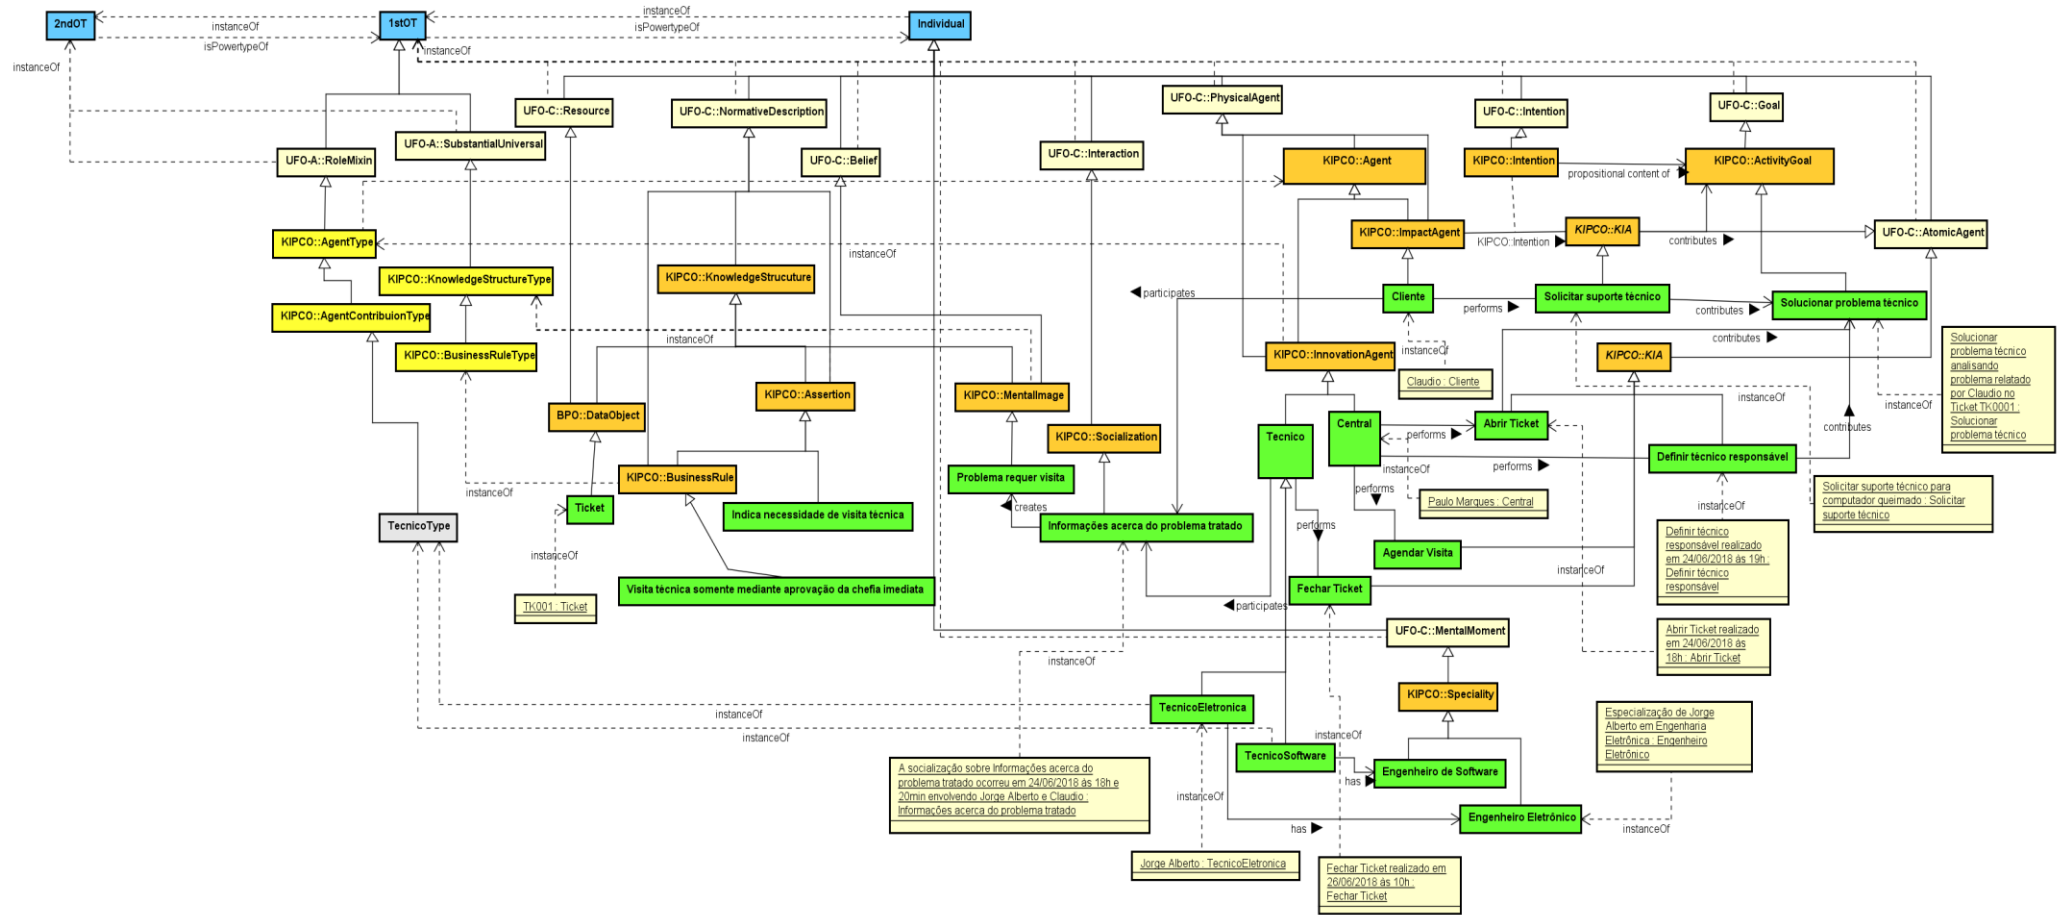 instanceOf
2ndOT
1stOT
Individual
instanceOf
isPowertypeOf
isPowertypeOf
instanceOf
instanceOf
UFO-C::Resource
UFO-C::NormativeDescription
UFO-C::PhysicalAgent
UFO-C::Intention
UFO-C::Goal
UFO-A::SubstantialUniversal
UFO-A::RoleMixin
UFO-C::Belief
UFO-C::Interaction
KIPCO::Agent
KIPCO::Intention
KIPCO::ActivityGoal
propositional content of
KIPCO::AgentType
instanceOf
KIPCO::ImpactAgent
KIPCO::Intention
KIPCO::KIA
contributes
UFO-C::AtomicAgent
KIPCO::KnowledgeStructureType
KIPCO::KnowledgeStrucuture
participates
Cliente
performs
Solicitar suporte técnico
contributes
Solucionar problema técnico
KIPCO::AgentContribuionType
instanceOf
contributes
KIPCO::BusinessRuleType
KIPCO::InnovationAgent
instanceOf
KIPCO::KIA
Solucionar
problema técnico
analisando
problema relatado
por Claudio no
Ticket TK0001 :
Solucionar
problema técnico
Claudio : Cliente
instanceOf
instanceOf
BPO::DataObject
KIPCO::Assertion
KIPCO::MentalImage
KIPCO::Socialization
Tecnico
Central
performs
Abrir Ticket
contributes
instanceOf
performs
Definir técnico responsável
instanceOf
KIPCO::BusinessRule
Problema requer visita
performs
Paulo Marques : Central
instanceOf
Solicitar suporte técnico para
computador queimado : Solicitar
suporte técnico
Ticket
Indica necessidade de visita técnica
creates
Informações acerca do problema tratado
performs
TecnicoType
instanceOf
Agendar Visita
instanceOf
Definir técnico
responsável realizado
em 24/06/2018 às 19h :
Definir técnico
responsável
Visita técnica somente mediante aprovação da chefia imediata
Fechar Ticket
TK001 : Ticket
participates
UFO-C::MentalMoment
Abrir Ticket realizado
em 24/06/2018 às
18h : Abrir Ticket
instanceOf
KIPCO::Speciality
TecnicoEletronica
instanceOf
instanceOf
instanceOf
Especialização de Jorge
Alberto em Engenharia
Eletrônica : Engenheiro
Eletrônico
TecnicoSoftware
has
Engenheiro de Software
A socialização sobre Informações acerca do
problema tratado ocorreu em 24/06/2018 às 18h e
20min envolvendo Jorge Alberto e Claudio :
Informações acerca do problema tratado
instanceOf
Engenheiro Eletrônico
has
instanceOf
Jorge Alberto : TecnicoEletronica
Fechar Ticket realizado em
26/06/2018 às 10h :
Fechar Ticket